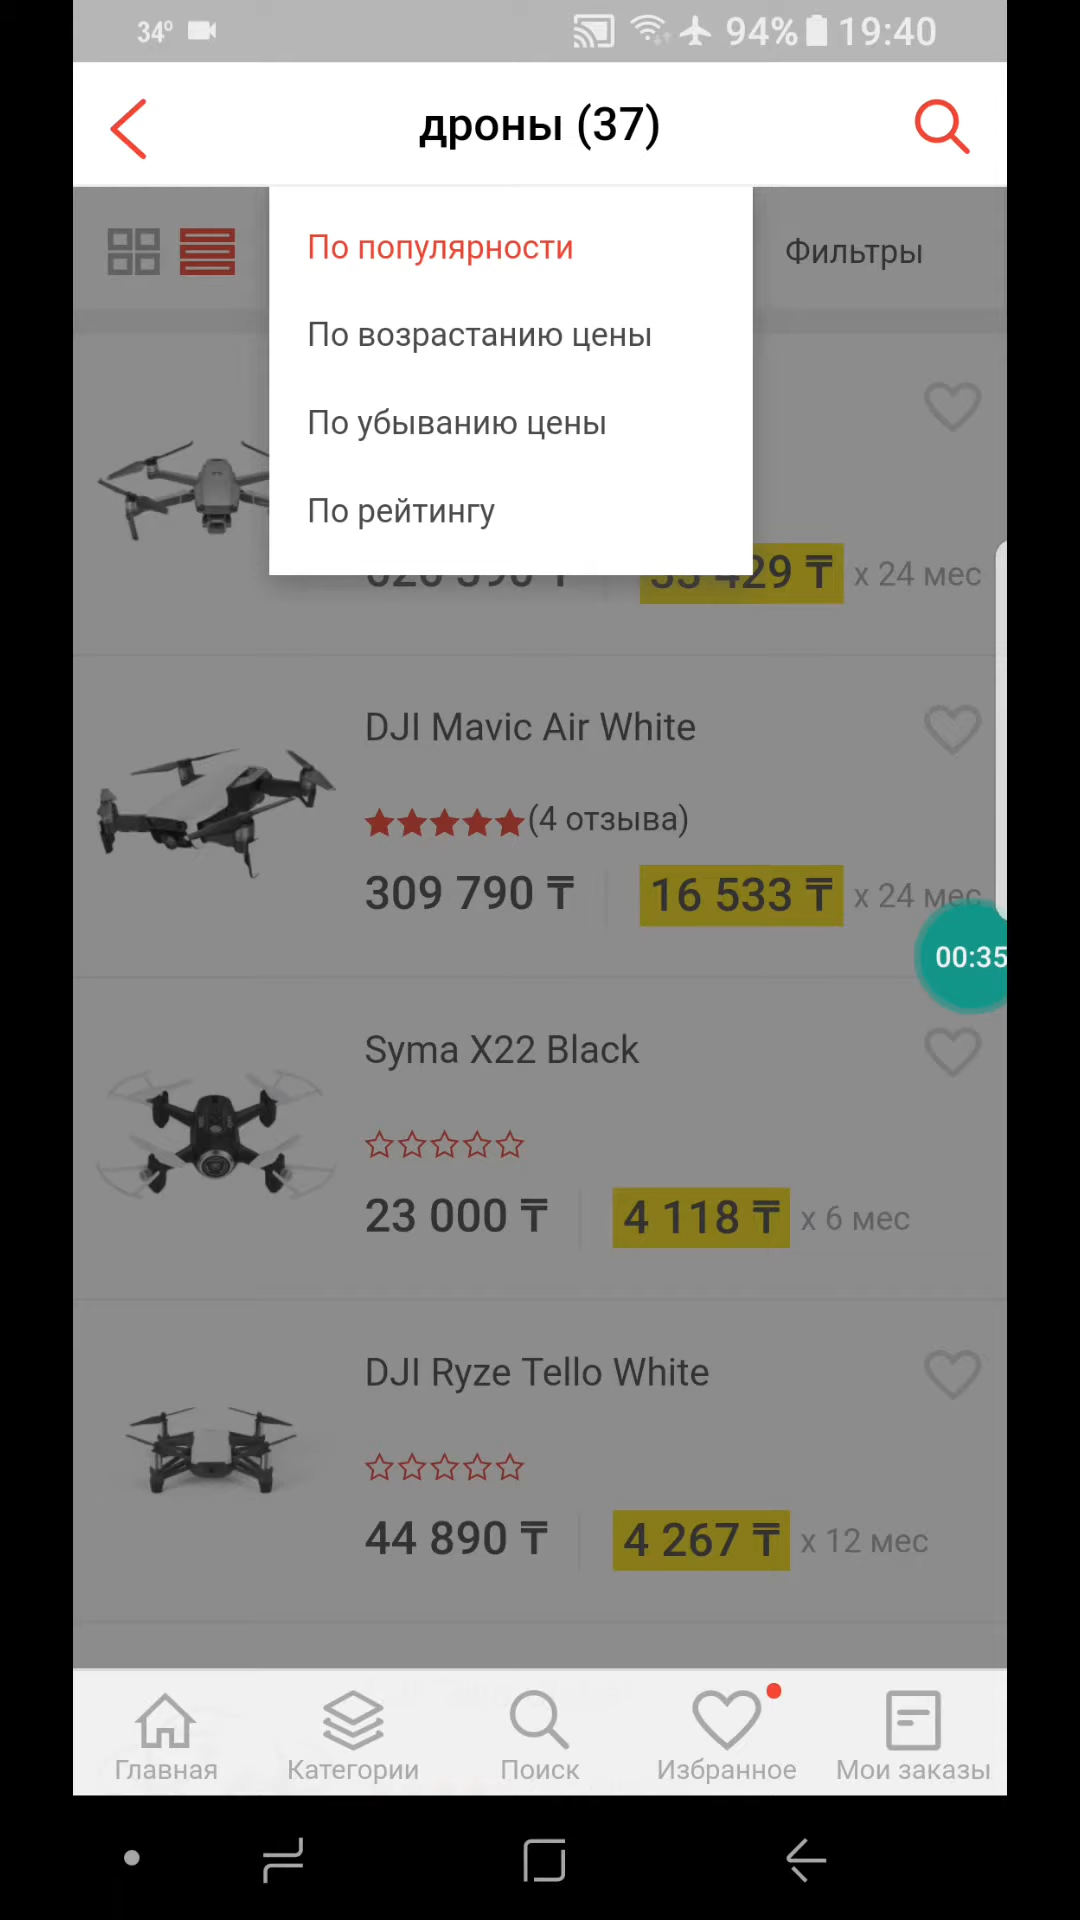 34° 94% 19:40
дроны (37)
По популярности
Фильтры
По возрастанию цены
По убыванию цены
По рейтингу
x 24 мес
DJI Mavic Air White
(4 отзыва)
309 790 ₸ 16 533 ₸ x 24 мес
00:35
Syma X22 Black
23 000 ₸ 4 118 ₸ x 6 мес
DJI Ryze Tello White
44 890 ₸ 4 267 ₸ x 12 мес
Главная Категории Поиск Избранное Мои заказы